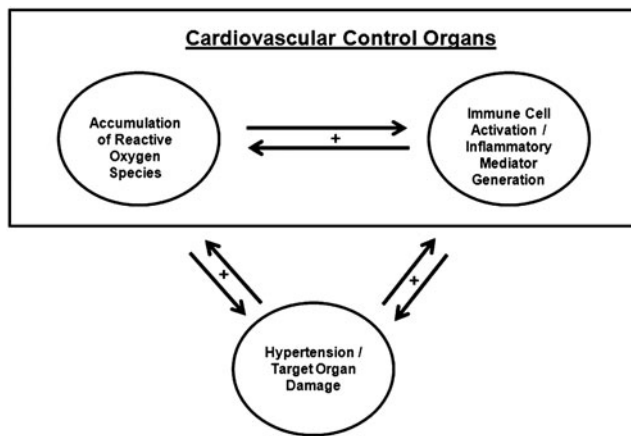 Cardiovascular Control Organs
Accumulation
of Reactive
Oxygen
Species
+
Immune Cell
Activation /
Inflammatory
Mediator
Generation
+
+
Hypertension /
Target Organ
Damage